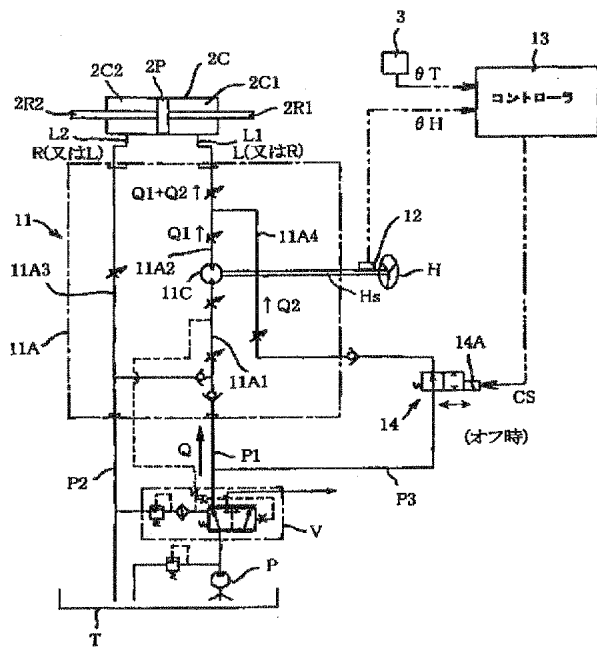 3
13
2C2
2P
2C
2C1
θT
コントローラ
2R2
2R1
θH
L2
L1
R(又はL)
L(又はR)
Q1+Q2↑
12
11
Q1↑
11A4
11A3
11A2
11C
H
Hs
↑Q2
11A
14A
11A1
CS
14
(オフ時)
Q
P2
P1
P3
V
P
T